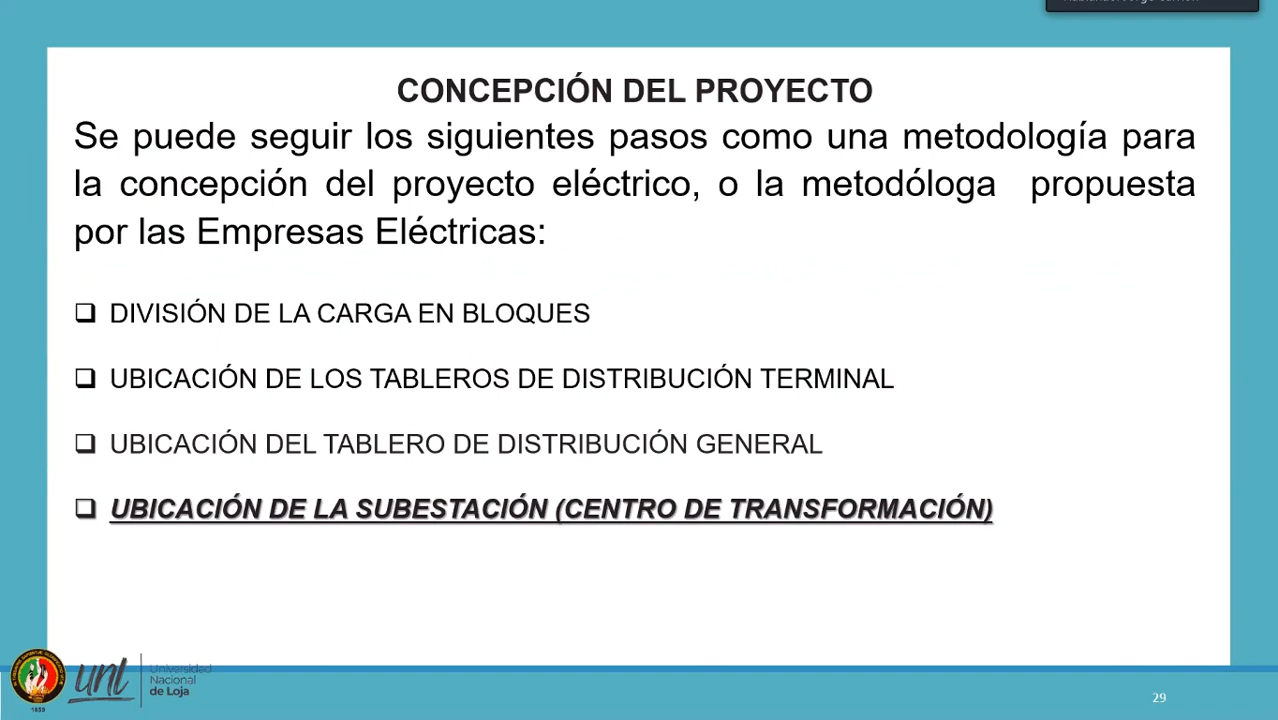 CONCEPCIÓN DEL PROYECTO
Se puede seguir los siguientes pasos como una metodología para
la concepción del proyecto eléctrico, o la metodóloga propuesta
por las Empresas Eléctricas:
❑ DIVISIÓN DE LA CARGA EN BLOQUES
❑ UBICACIÓN DE LOS TABLEROS DE DISTRIBUCIÓN TERMINAL
❑ UBICACIÓN DEL TABLERO DE DISTRIBUCIÓN GENERAL
❑ UBICACIÓN DE LA SUBESTACIÓN (CENTRO DE TRANSFORMACIÓN)
unl
Universidad
Nacional
de Loja
1859
29